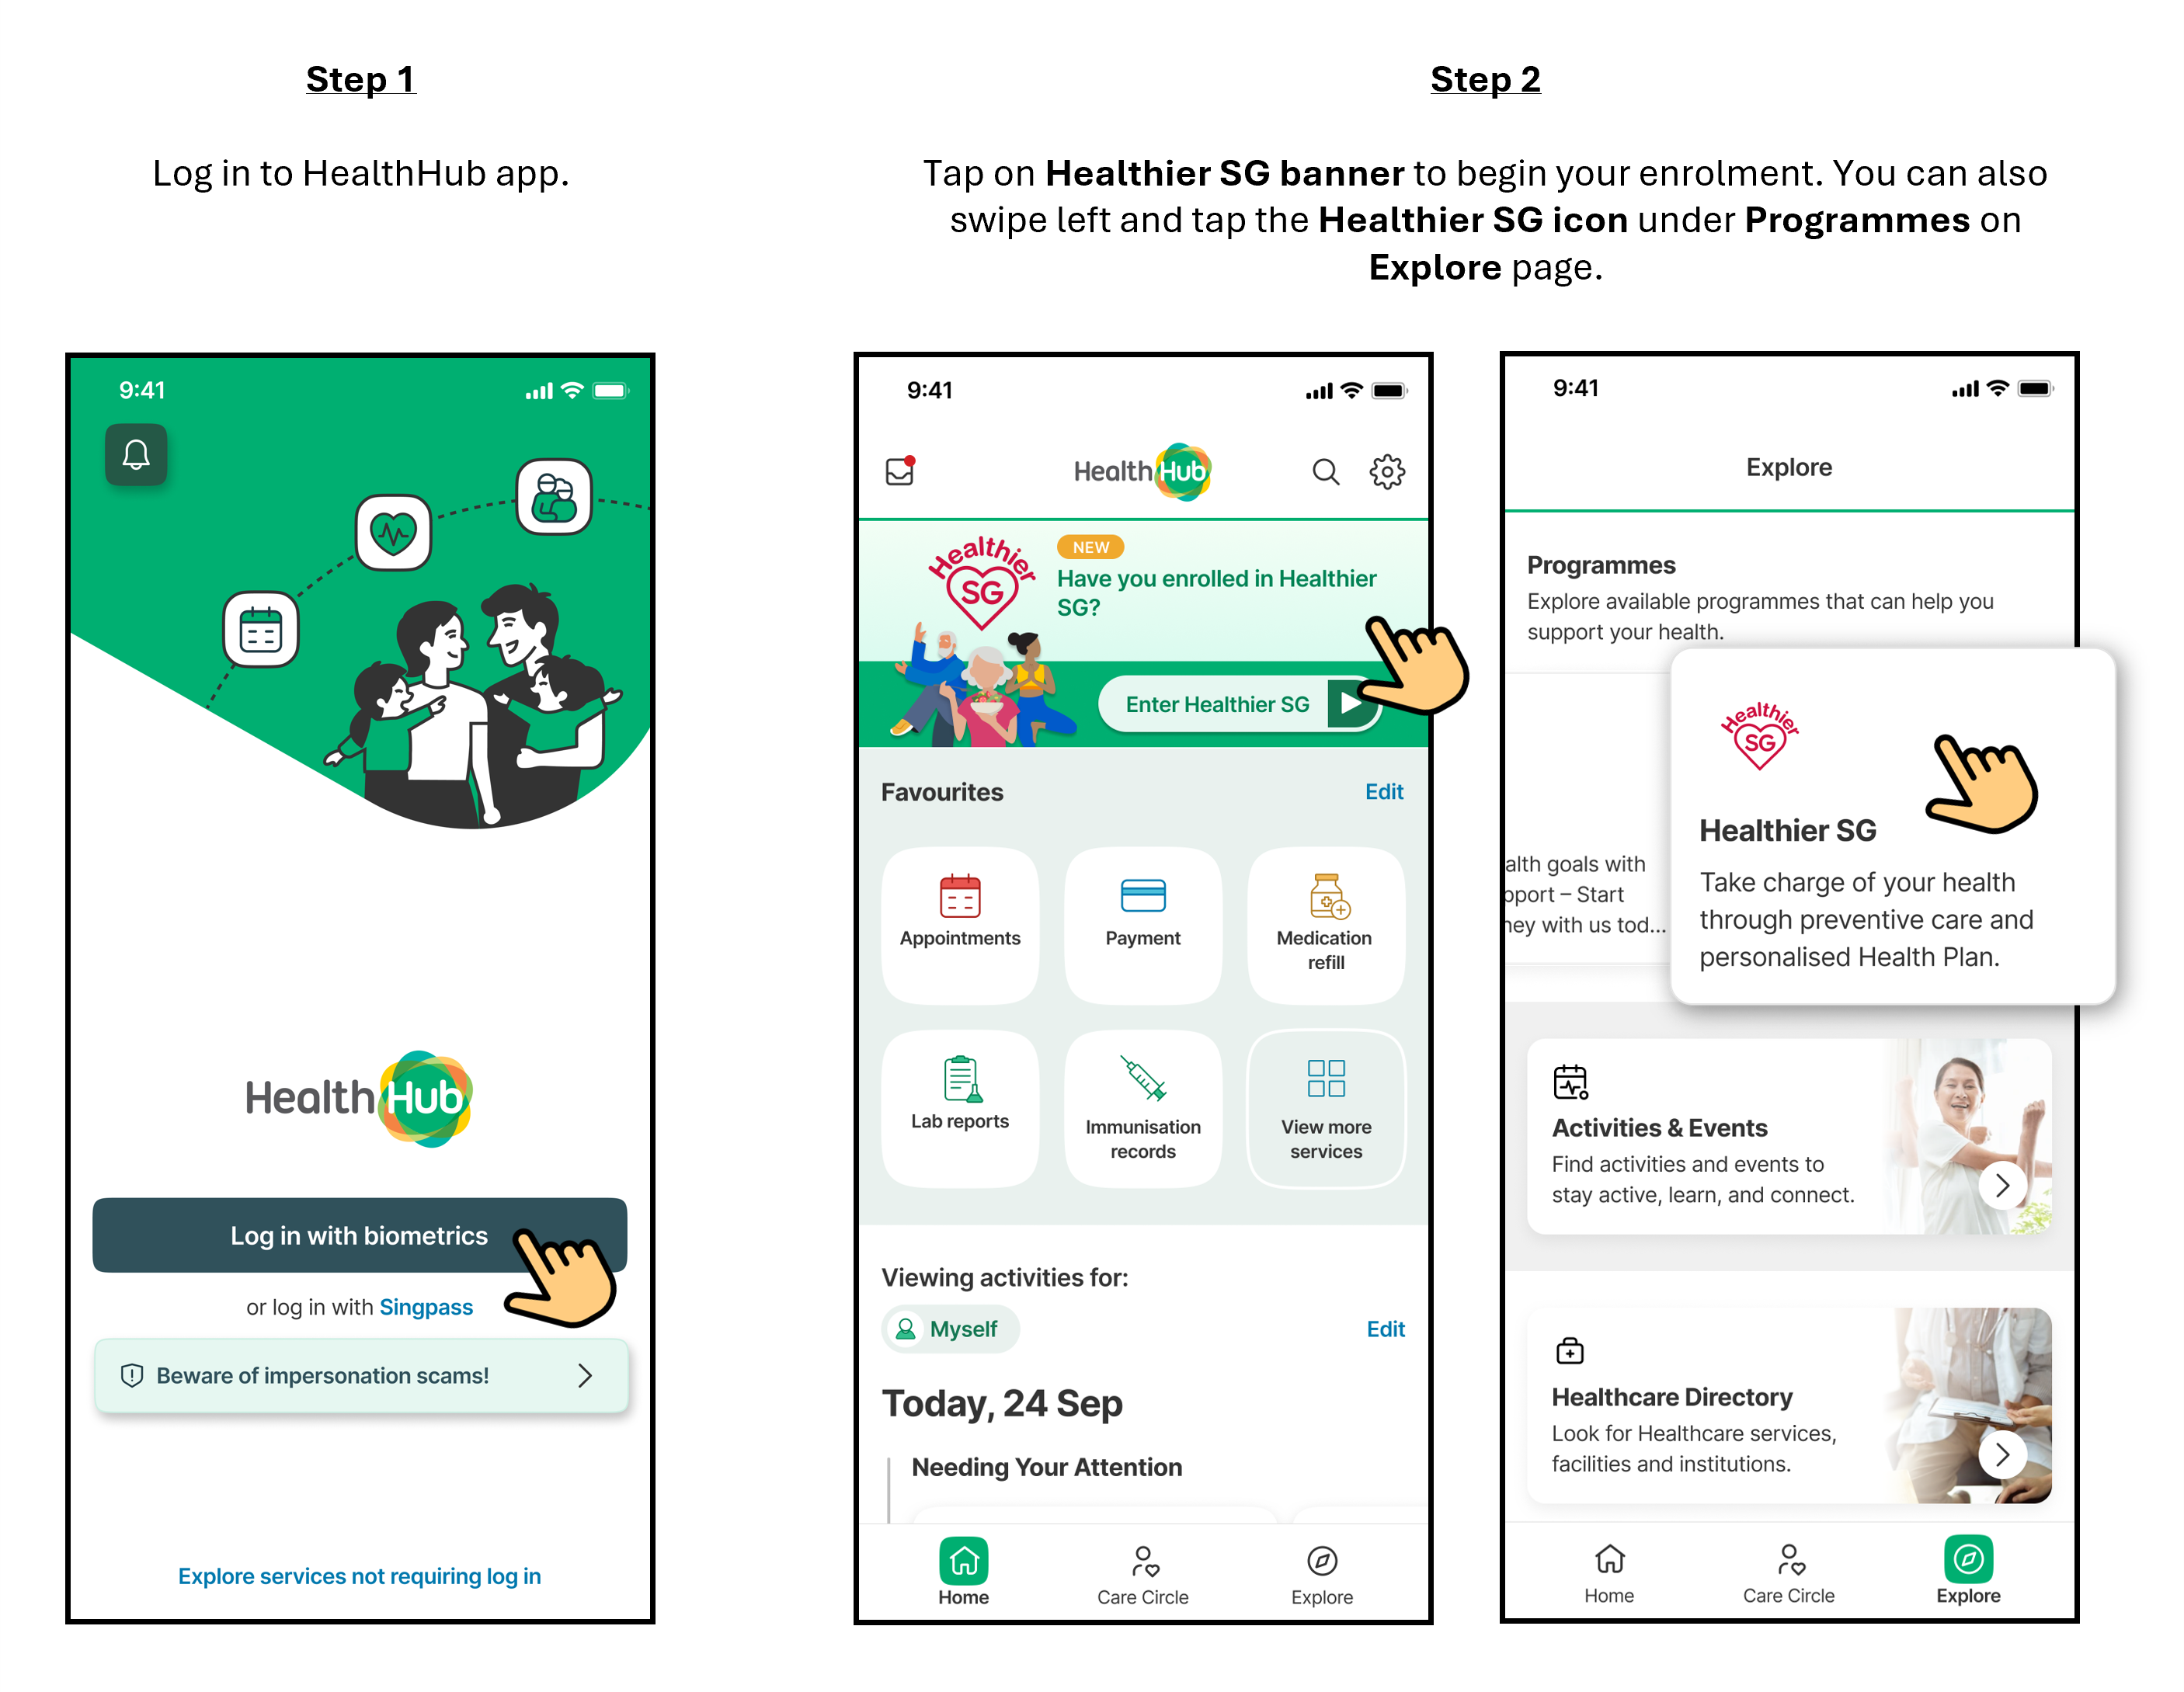 Step 1
Log in to HealthHub app.
Step 2
Tap on Healthier SG banner to begin your enrolment. You can also
swipe left and tap the Healthier SG icon under Programmes on
Explore page.
9:41
HealthHub
Log in with biometrics
or log in with Singpass
Beware of impersonation scams!
Explore services not requiring log in
9:41
HealthHub
Healthier
SG
NEW
Have you enrolled in Healthier
SG?
Enter Healthier SG
Favourites
Edit
Appointments
Payment
Medication
refill
Lab reports
Immunisation
records
View more
services
Viewing activities for:
Myself
Edit
Today, 24 Sep
Needing Your Attention
Home
Care Circle
Explore
9:41
Explore
Programmes
Explore available programmes that can help you
support your health.
alth goals with
pport – Start
ney with us tod...
Healthier
SG
Healthier SG
Take charge of your health
through preventive care and
personalised Health Plan.
Activities & Events
Find activities and events to
stay active, learn, and connect.
Healthcare Directory
Look for Healthcare services,
facilities and institutions.
Home
Care Circle
Explore